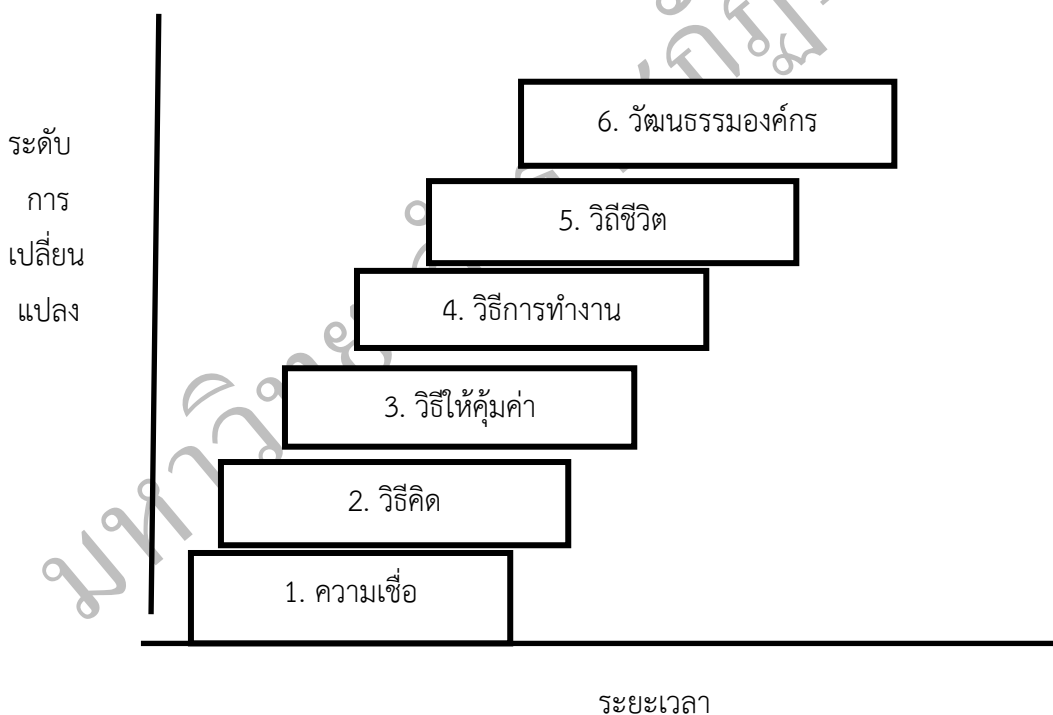 6. วัฒนธรรมองค์กร
ระดับ
การ
เปลี่ยน
แปลง
5. วิถีชีวิต
4. วิธีการทำงาน
3. วิธีให้คุ้มค่า
2. วิธีคิด
1. ความเชื่อ
ระยะเวลา